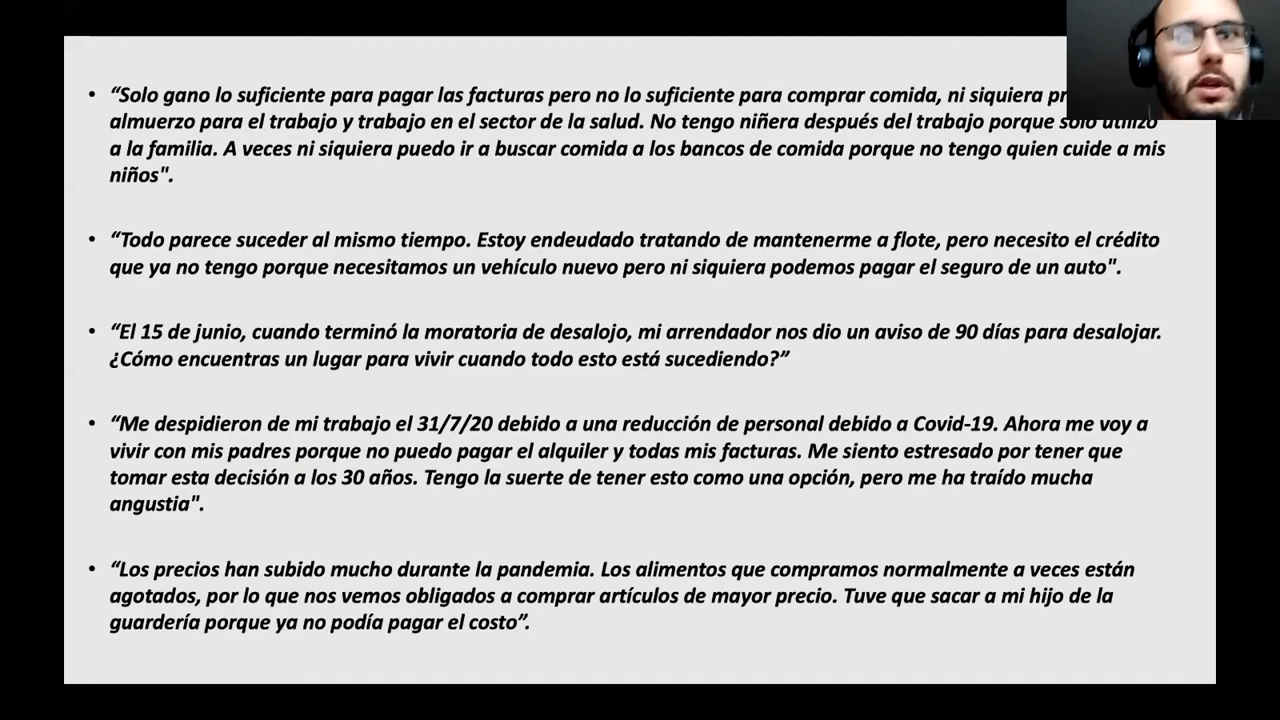 • “Solo gano lo suficiente para pagar las facturas pero no lo suficiente para comprar comida, ni siquiera
almuerzo para el trabajo y trabajo en el sector de la salud. No tengo niñera después del trabajo porque solo utilizo
a la familia. A veces ni siquiera puedo ir a buscar comida a los bancos de comida porque no tengo quien cuide a mis
niños".
• “Todo parece suceder al mismo tiempo. Estoy endeudado tratando de mantenerme a flote, pero necesito el crédito
que ya no tengo porque necesitamos un vehículo nuevo pero ni siquiera podemos pagar el seguro de un auto".
• “El 15 de junio, cuando terminó la moratoria de desalojo, mi arrendador nos dio un aviso de 90 días para desalojar.
¿Cómo encuentras un lugar para vivir cuando todo esto está sucediendo?”
• “Me despidieron de mi trabajo el 31/7/20 debido a una reducción de personal debido a Covid-19. Ahora me voy a
vivir con mis padres porque no puedo pagar el alquiler y todas mis facturas. Me siento estresado por tener que
tomar esta decisión a los 30 años. Tengo la suerte de tener esto como una opción, pero me ha traído mucha
angustia".
• “Los precios han subido mucho durante la pandemia. Los alimentos que compramos normalmente a veces están
agotados, por lo que nos vemos obligados a comprar artículos de mayor precio. Tuve que sacar a mi hijo de la
guardería porque ya no podía pagar el costo”.